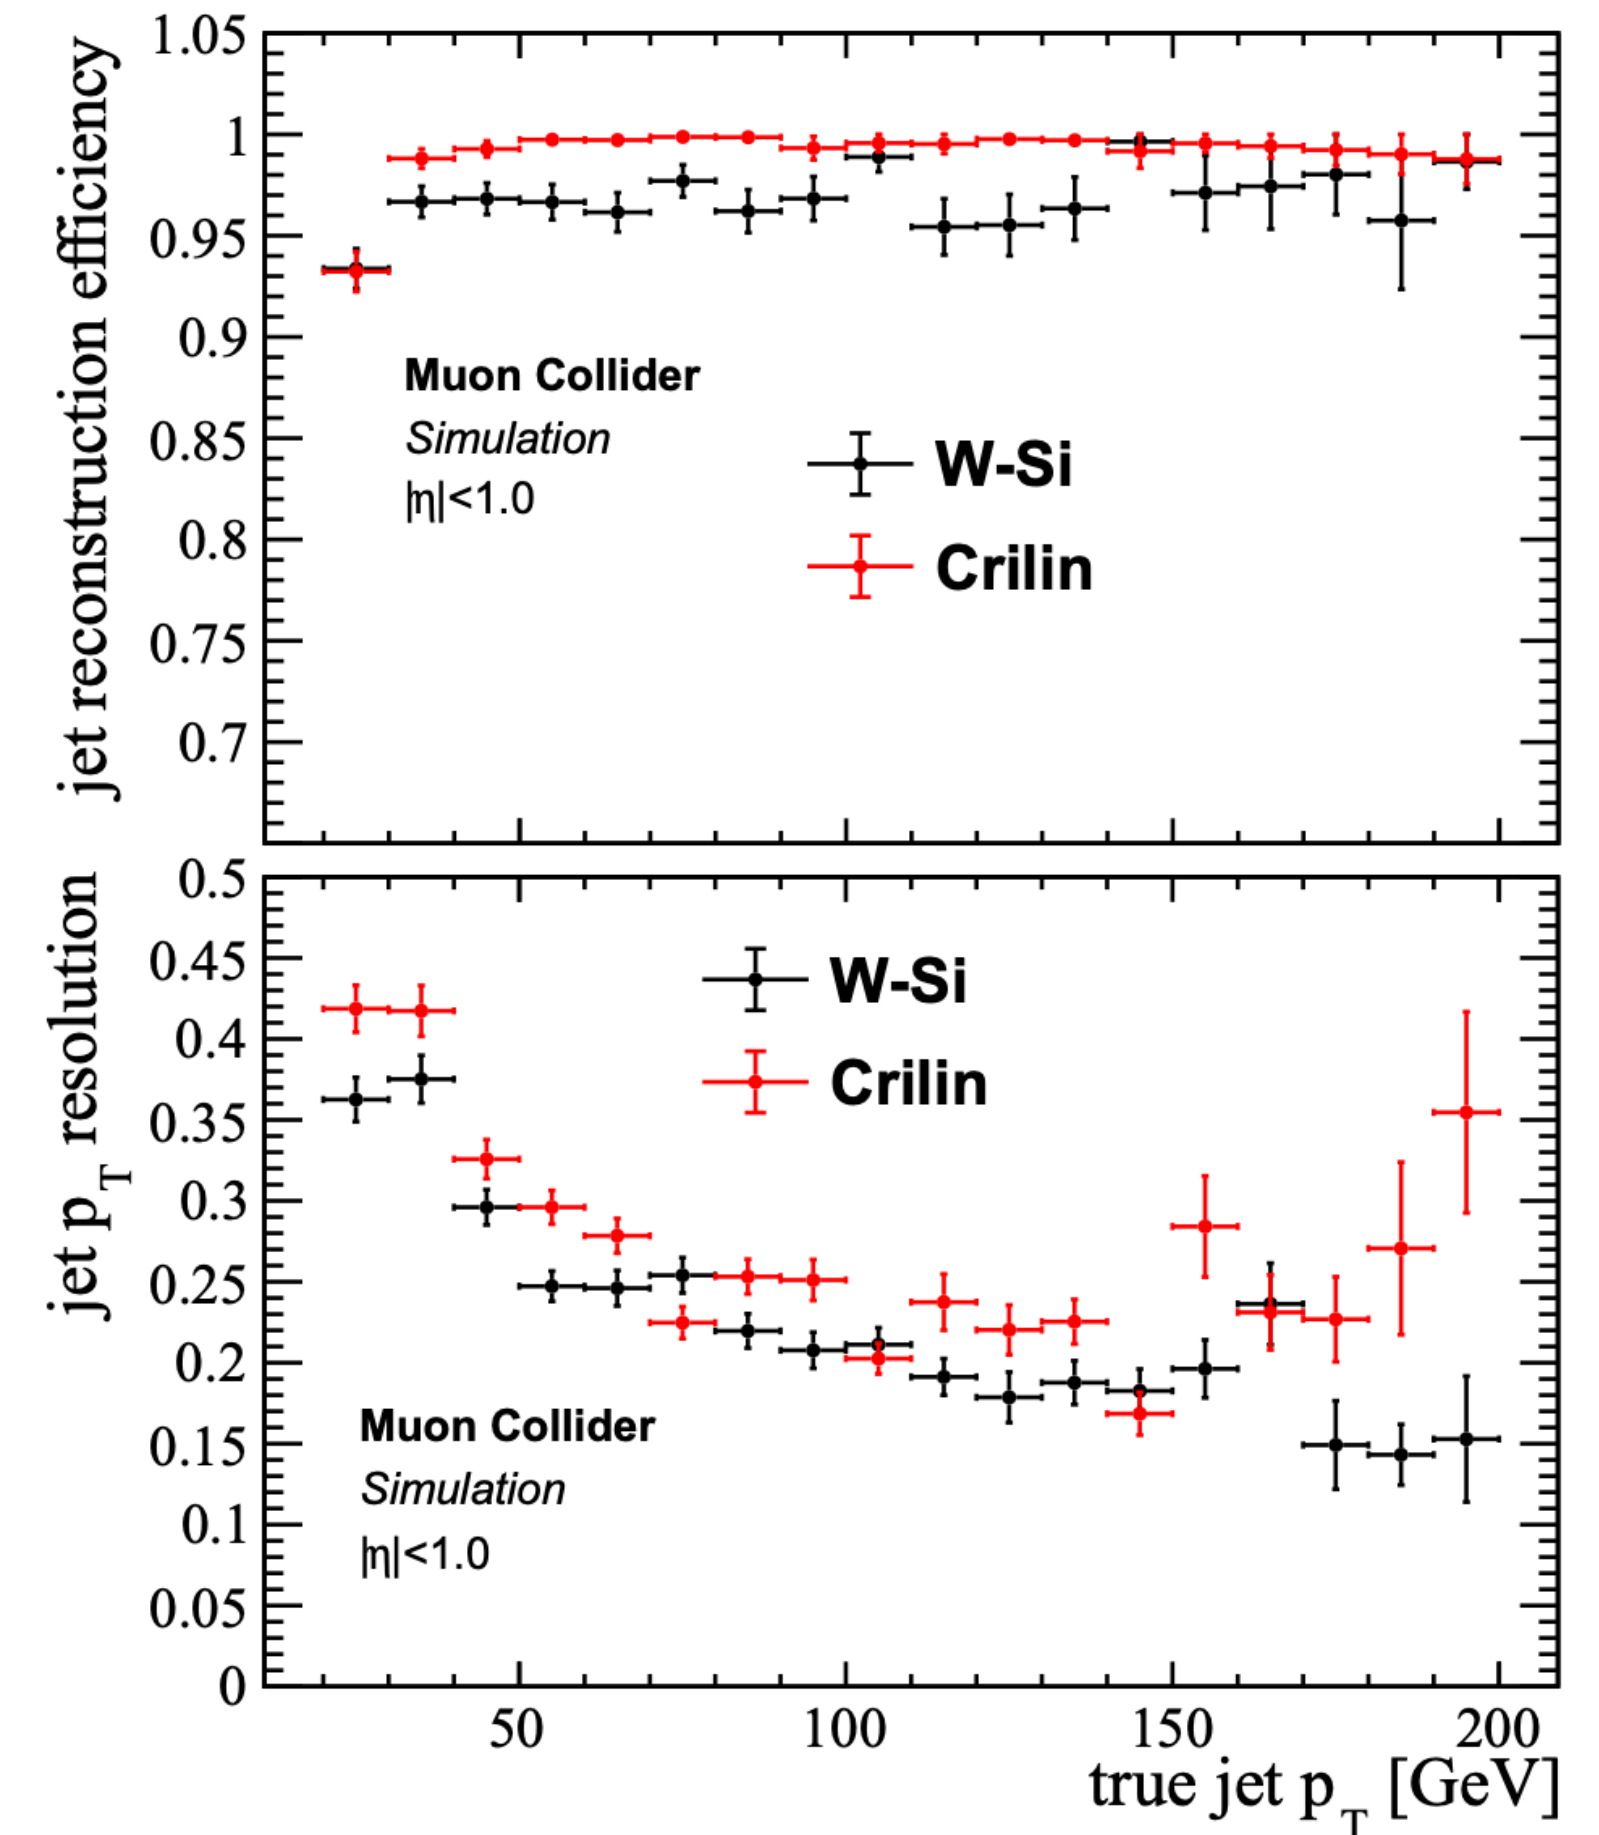 jet reconstruction efficiency
1.05
1
0.95
0.9
0.85
0.8
0.75
0.7
Muon Collider
Simulation
|η|<1.0
W-Si
Crilin
jet p_T resolution
0.5
0.45
0.4
0.35
0.3
0.25
0.2
0.15
0.1
0.05
0
W-Si
Crilin
Muon Collider
Simulation
|η|<1.0
50 100 150 200
true jet p_T [GeV]